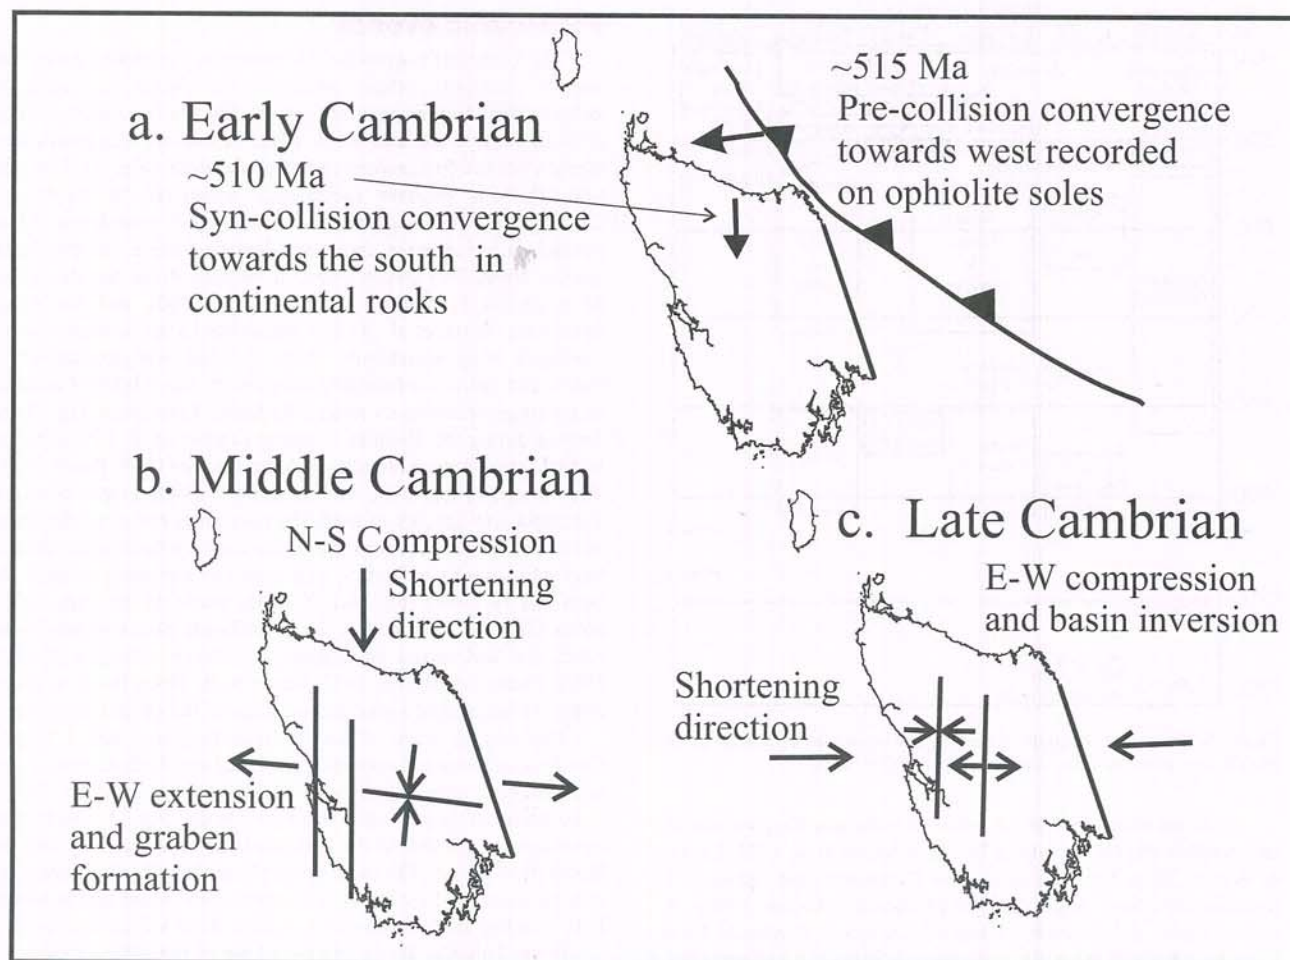 a. Early Cambrian
~510 Ma
Syn-collision convergence
towards the south in
continental rocks
~515 Ma
Pre-collision convergence
towards west recorded
on ophiolite soles
b. Middle Cambrian
N-S Compression
Shortening
direction
E-W extension
and graben
formation
c. Late Cambrian
E-W compression
and basin inversion
Shortening
direction